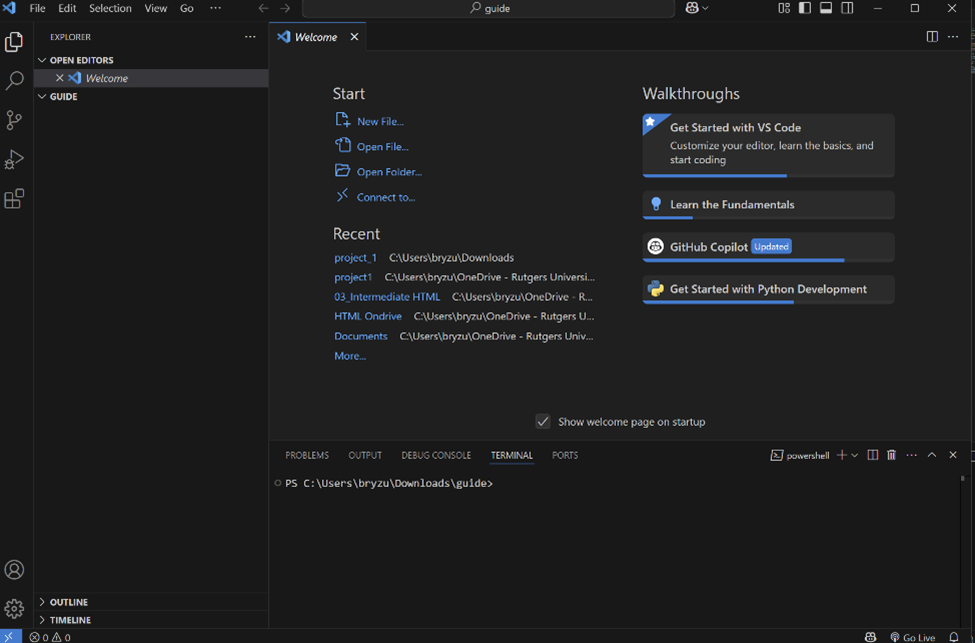 File Edit Selection View Go ···
guide
EXPLORER ···
OPEN EDITORS
Welcome
GUIDE
Welcome
Start
New File...
Open File...
Open Folder...
Connect to...
Recent
project_1 C:\Users\bryzu\Downloads
project1 C:\Users\bryzu\OneDrive - Rutgers Universi...
03_Intermediate HTML C:\Users\bryzu\OneDrive - R...
HTML Ondrive C:\Users\bryzu\OneDrive - Rutgers U...
Documents C:\Users\bryzu\OneDrive - Rutgers Univ...
More...
Walkthroughs
Get Started with VS Code
Customize your editor, learn the basics, and
start coding
Learn the Fundamentals
GitHub Copilot Updated
Get Started with Python Development
Show welcome page on startup
PROBLEMS OUTPUT DEBUG CONSOLE TERMINAL PORTS
powershell
PS C:\Users\bryzu\Downloads\guide>
OUTLINE
TIMELINE
0 0
Go Live